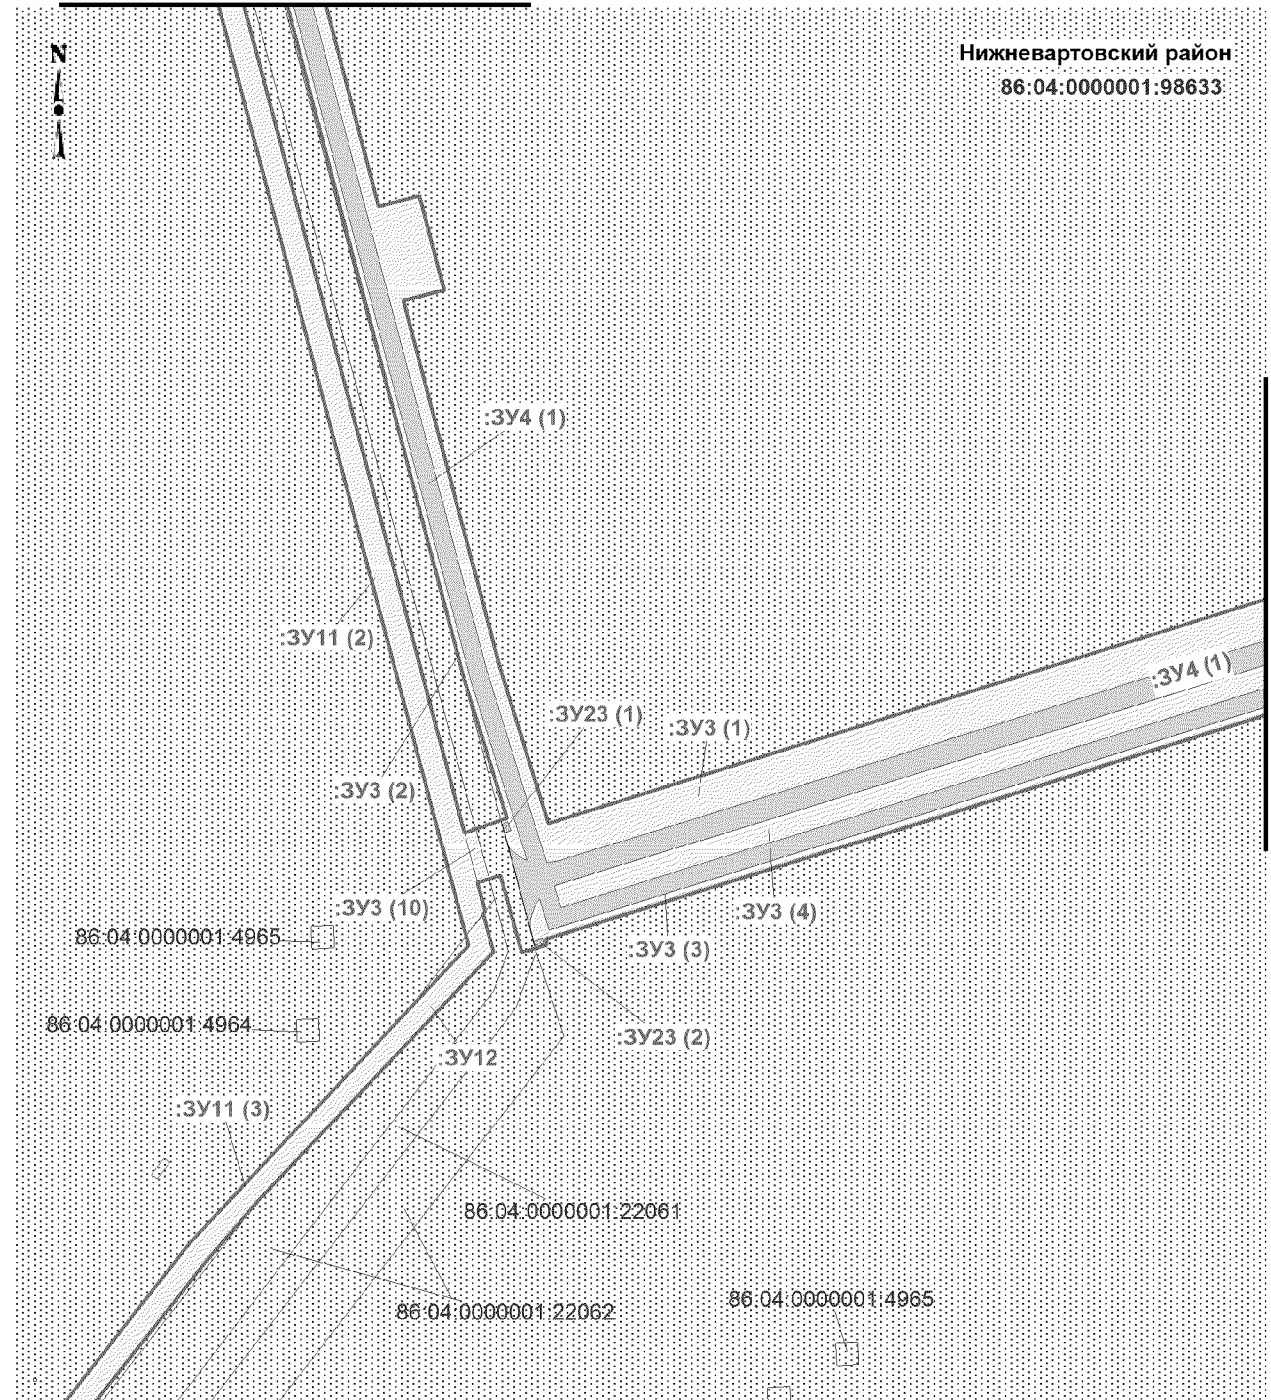 N
Нижневартовский район
86:04:0000001:98633
:ЗУ4 (1)
:ЗУ11 (2)
:ЗУ4 (1)
:ЗУ23 (1)
:ЗУ3 (1)
:ЗУ3 (2)
:ЗУ3 (10)
:ЗУ3 (4)
86:04:0000001:4965
:ЗУ3 (3)
86:04:0000001:4964
:ЗУ23 (2)
:ЗУ12
:ЗУ11 (3)
86:04:0000001:22061
86:04:0000001:22062
86:04:0000001:4965